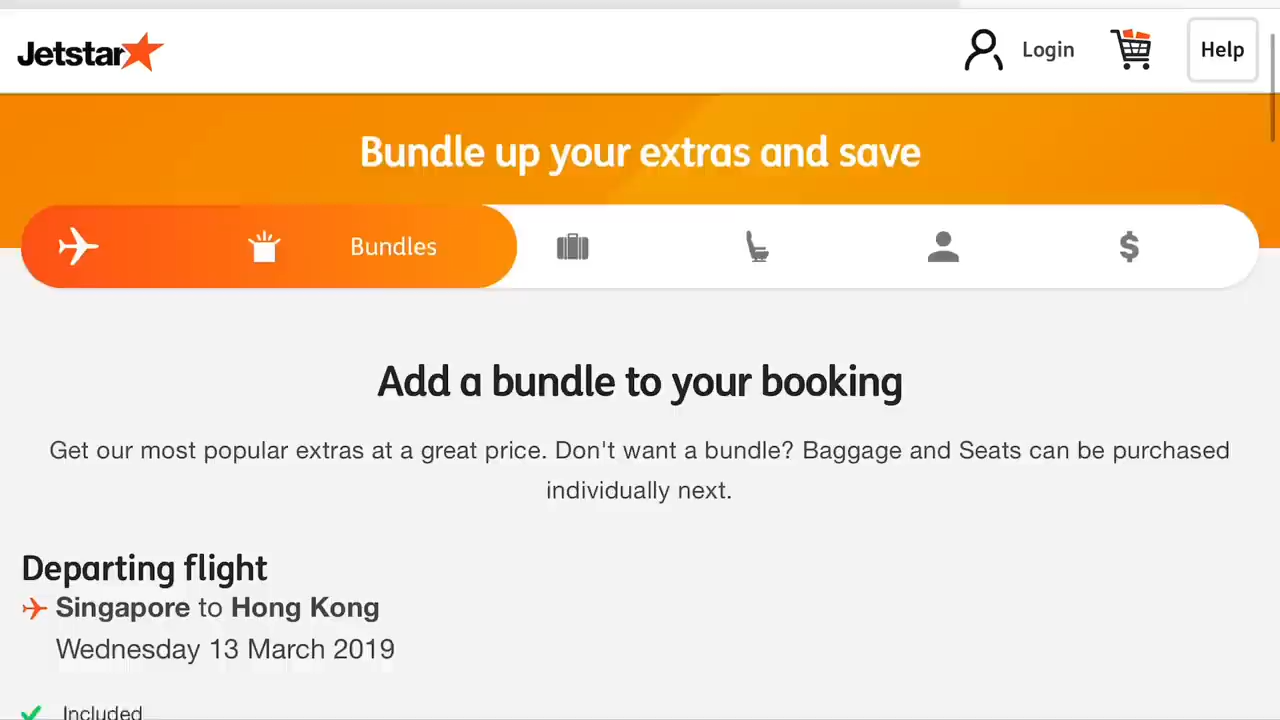 Jetstar
Login
Help
Bundle up your extras and save
Bundles
$
Add a bundle to your booking
Get our most popular extras at a great price. Don't want a bundle? Baggage and Seats can be purchased
individually next.
Departing flight
Singapore to Hong Kong
Wednesday 13 March 2019
Included